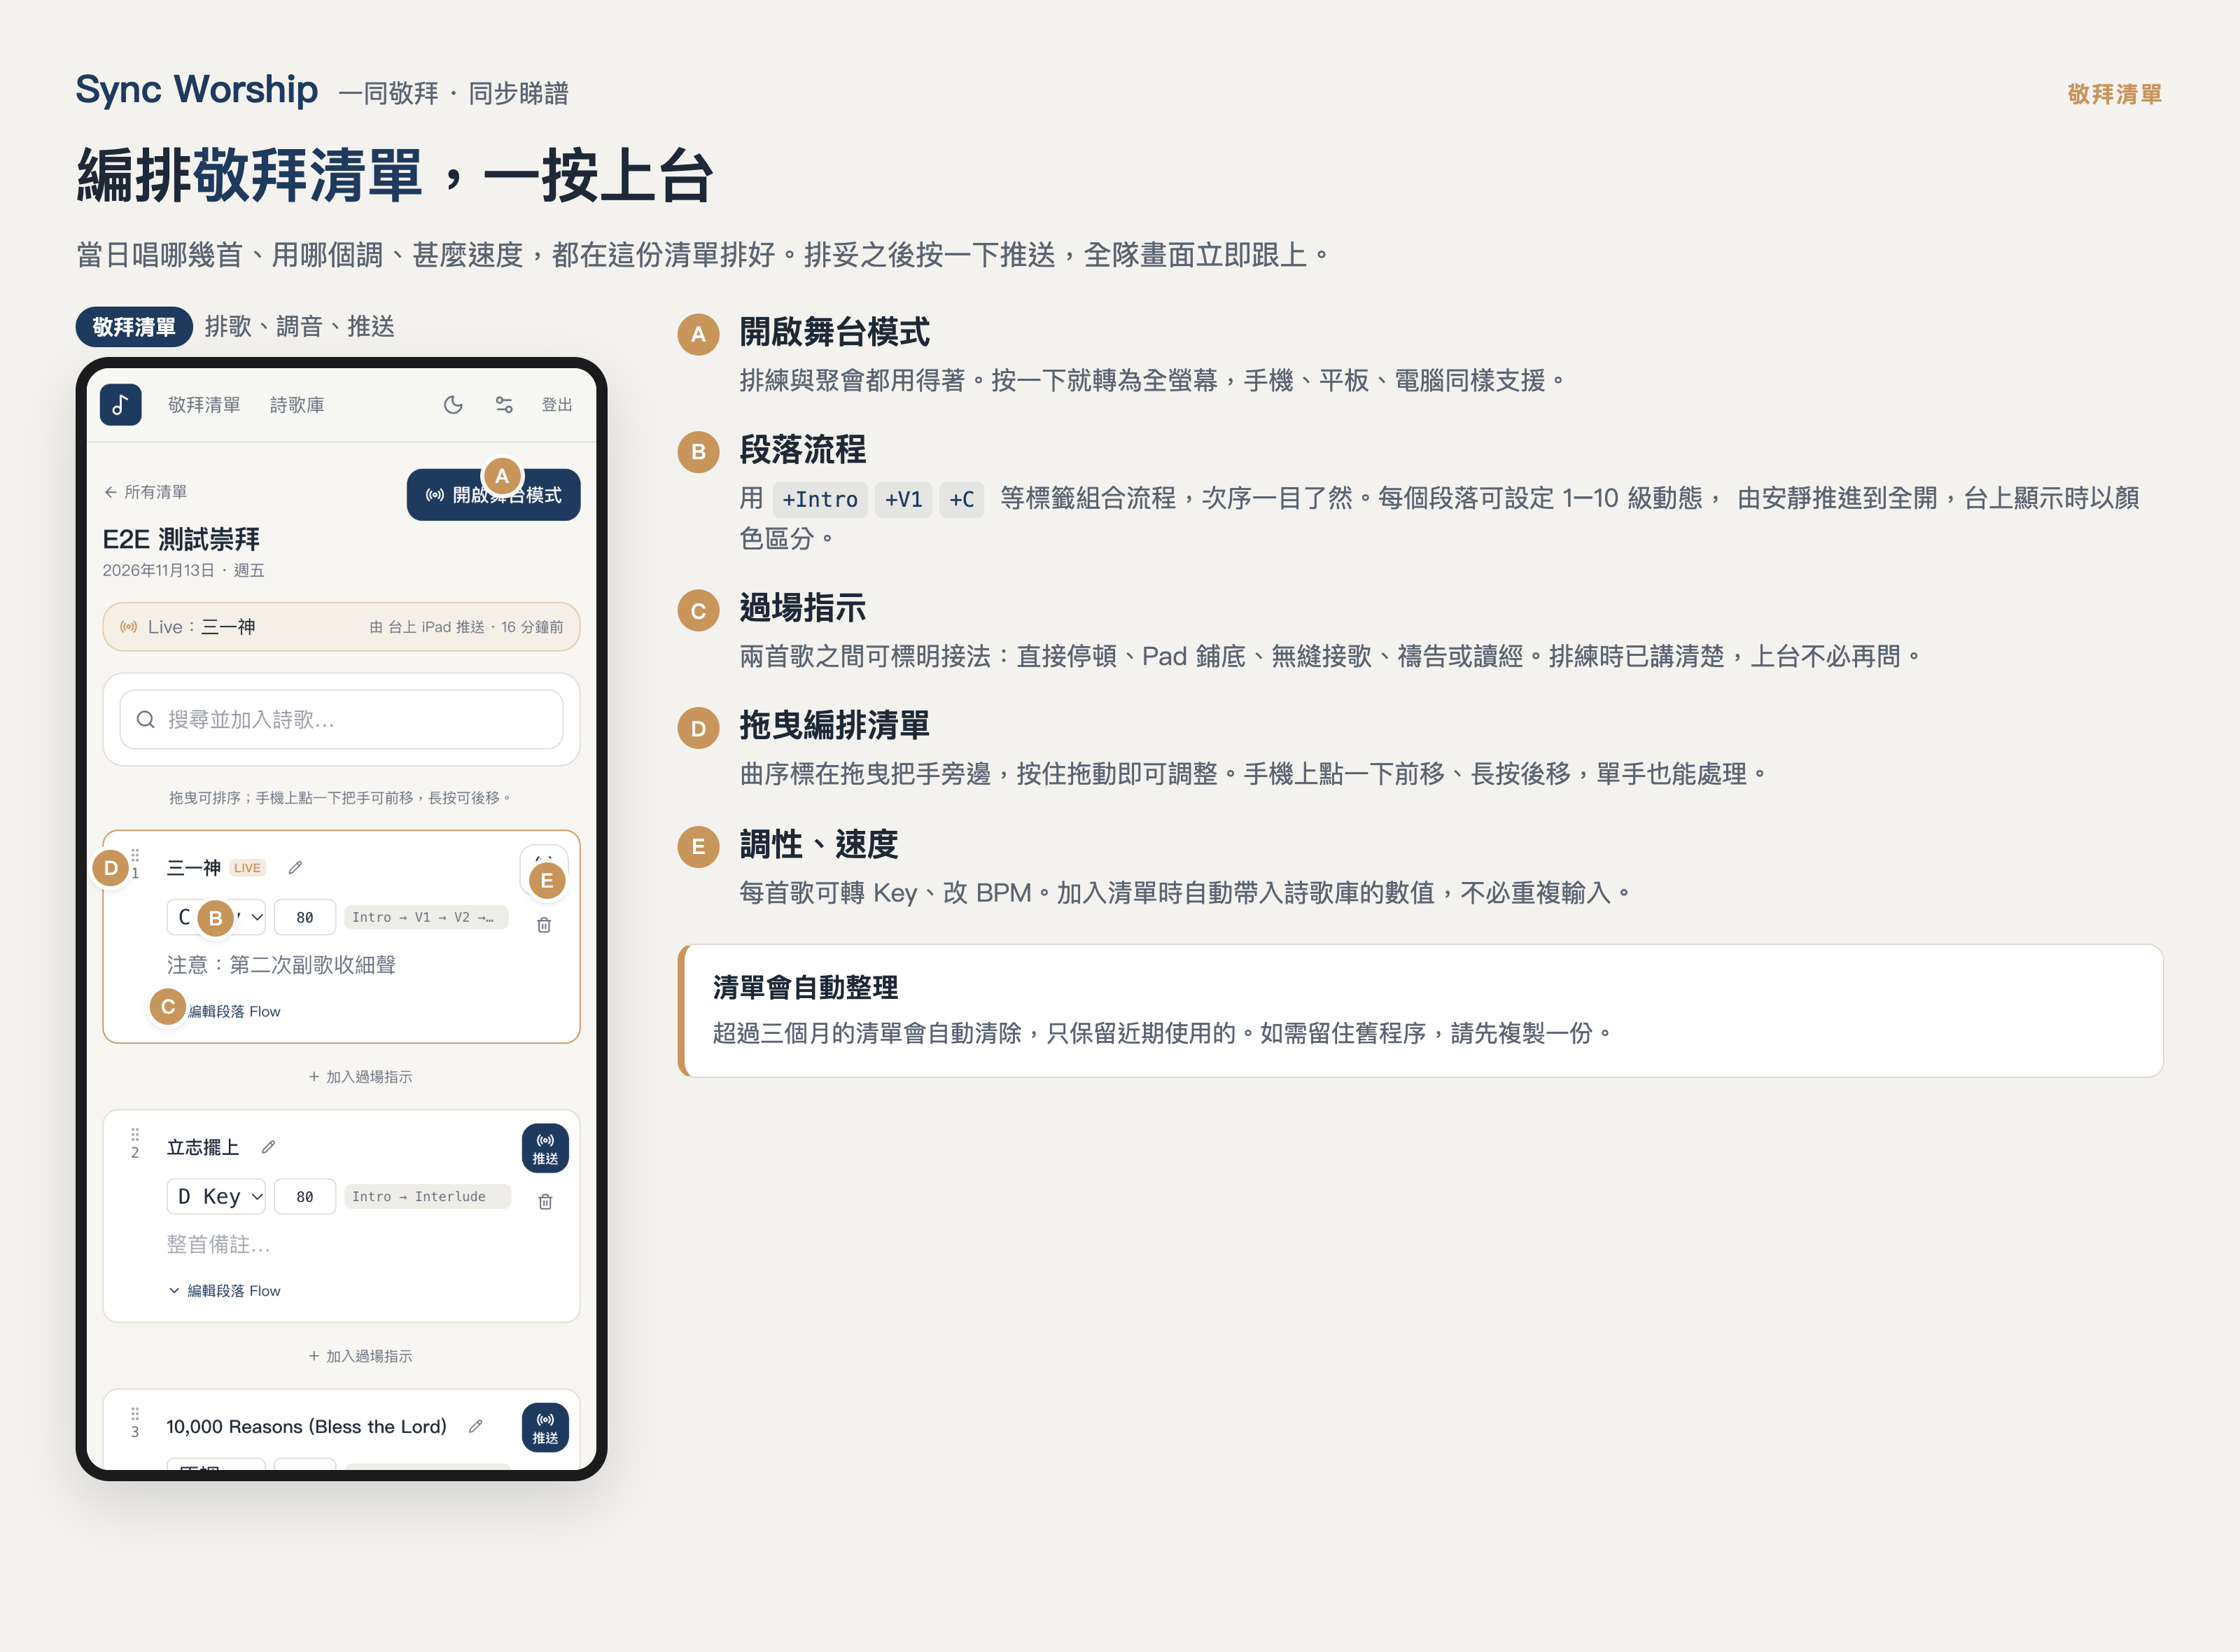 Sync Worship 一同敬拜・同步睇譜
敬拜清單
編排敬拜清單，一按上台
當日唱哪幾首、用哪個調、甚麼速度，都在這份清單排好。排妥之後按一下推送，全隊畫面立即跟上。
敬拜清單 排歌、調音、推送
敬拜清單 詩歌庫 登出
← 所有清單
A
開啟舞台模式
E2E 測試崇拜
2026年11月13日・週五
Live：三一神 由 台上 iPad 推送・16 分鐘前
搜尋並加入詩歌…
拖曳可排序；手機上點一下把手可前移，長按可後移。
D
1
三一神 LIVE
E
C
B
80
Intro → V1 → V2 →…
注意：第二次副歌收細聲
C
編輯段落 Flow
+ 加入過場指示
2
立志擺上
推送
D Key
80
Intro → Interlude
整首備註…
編輯段落 Flow
+ 加入過場指示
3
10,000 Reasons (Bless the Lord)
推送
A 開啟舞台模式
排練與聚會都用得著。按一下就轉為全螢幕，手機、平板、電腦同樣支援。
B 段落流程
用 +Intro +V1 +C 等標籤組合流程，次序一目了然。每個段落可設定 1–10 級動態， 由安靜推進到全開，台上顯示時以顏
色區分。
C 過場指示
兩首歌之間可標明接法：直接停頓、Pad 鋪底、無縫接歌、禱告或讀經。排練時已講清楚，上台不必再問。
D 拖曳編排清單
曲序標在拖曳把手旁邊，按住拖動即可調整。手機上點一下前移、長按後移，單手也能處理。
E 調性、速度
每首歌可轉 Key、改 BPM。加入清單時自動帶入詩歌庫的數值，不必重複輸入。
清單會自動整理
超過三個月的清單會自動清除，只保留近期使用的。如需留住舊程序，請先複製一份。